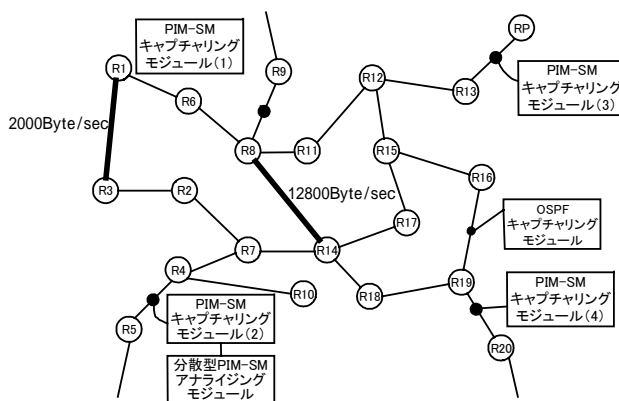 PIM-SM
キャプチャリング
モジュール(1)
RP
R1
R9
R12
R13
PIM-SM
キャプチャリング
モジュール(3)
R6
2000Byte/sec
R8
R11
R15
R16
R3
R2
12800Byte/sec
R17
OSPF
キャプチャリング
モジュール
R7
R14
R4
R10
R18
R19
PIM-SM
キャプチャリング
モジュール(4)
R5
PIM-SM
キャプチャリング
モジュール(2)
R20
分散型PIM-SM
アナライジング
モジュール